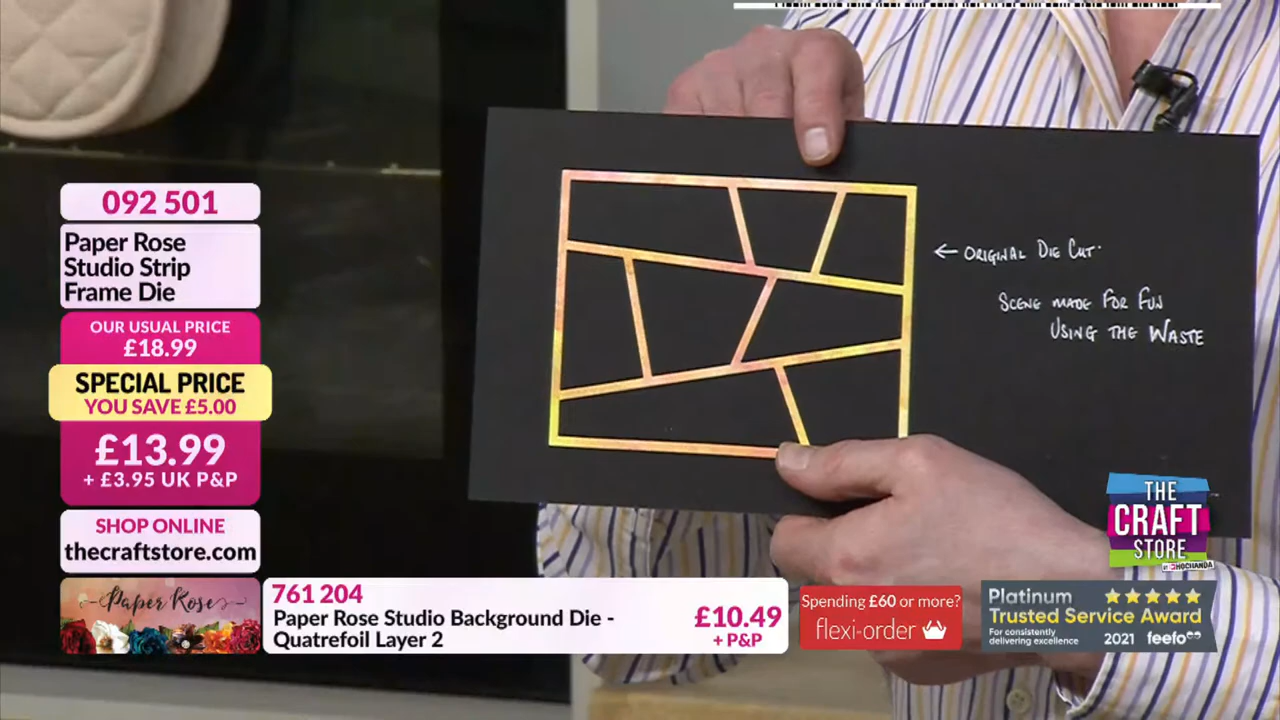 092 501
Paper Rose
Studio Strip
Frame Die
OUR USUAL PRICE
£18.99
SPECIAL PRICE
YOU SAVE £5.00
£13.99
+ £3.95 UK P&P
SHOP ONLINE
thecraftstore.com
← ORIGINAL DIE CUT.
SCENE MADE FOR FUN
USING THE WASTE
THE
CRAFT
STORE
BY HOCHANDA
Paper Rose
761 204
Paper Rose Studio Background Die -
Quatrefoil Layer 2
£10.49
+ P&P
Spending £60 or more?
flexi-order
Platinum
Trusted Service Award
For consistently
delivering excellence
2021 feefo